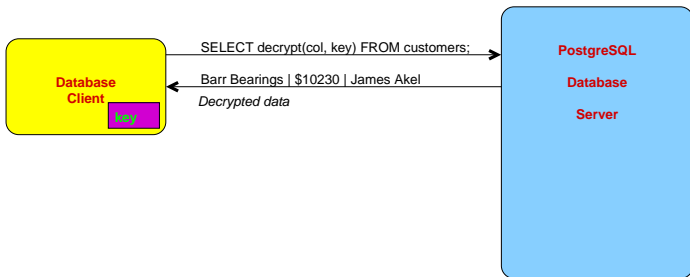 SELECT decrypt(col, key) FROM customers;
Barr Bearings | $10230 | James Akel
Decrypted data
Database
Client
key
PostgreSQL
Database
Server